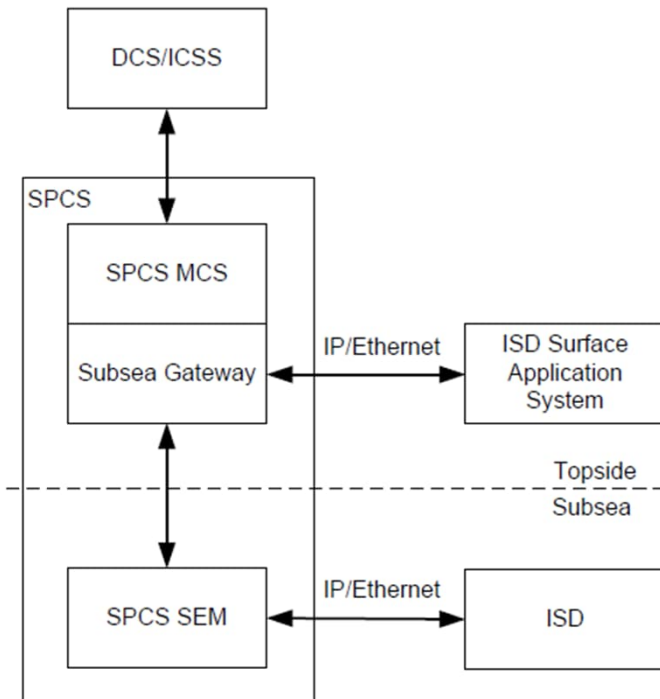 DCS/ICSS
SPCS
SPCS MCS
Subsea Gateway
IP/Ethernet
ISD Surface
Application
System
Topside
Subsea
SPCS SEM
IP/Ethernet
ISD